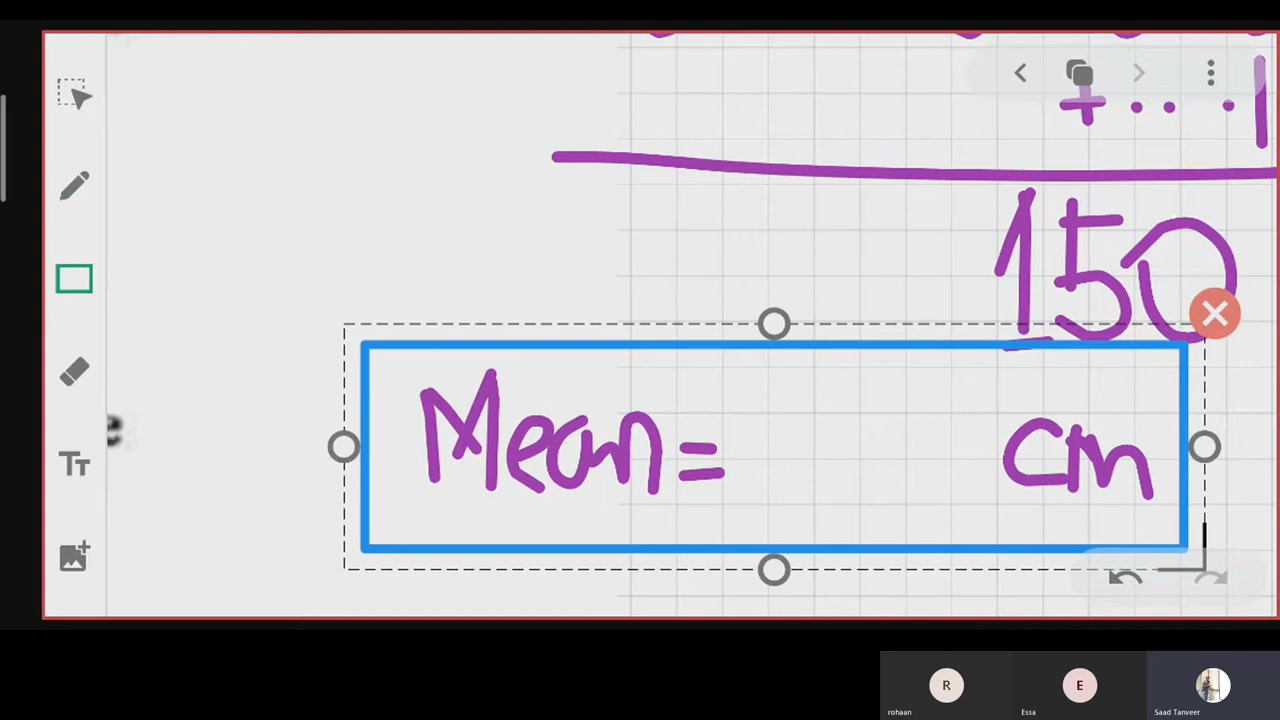 + . . . .
150
Mean = cm
e
R
E
rohaan
Essa
Saad Tanveer